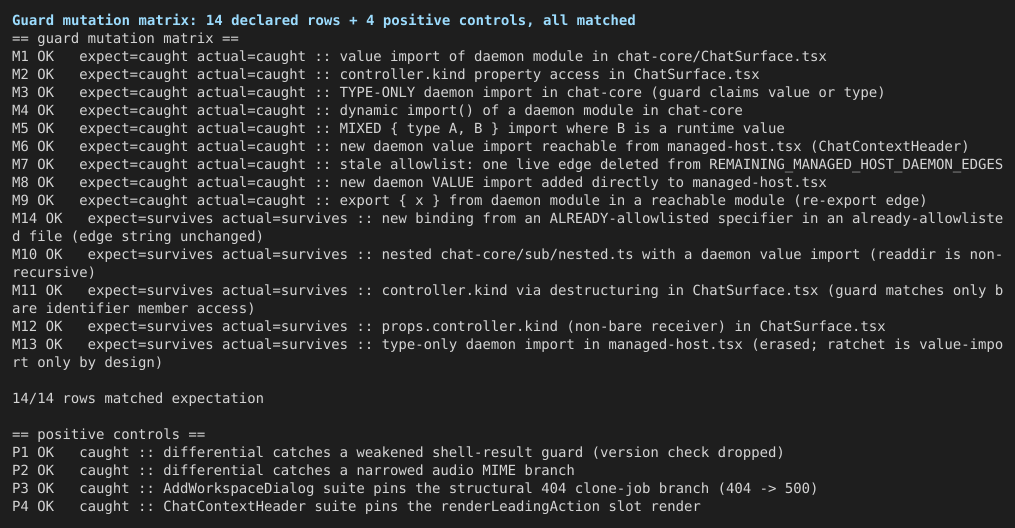 Guard mutation matrix: 14 declared rows + 4 positive controls, all matched
== guard mutation matrix ==
M1 OK   expect=caught actual=caught :: value import of daemon module in chat-core/ChatSurface.tsx
M2 OK   expect=caught actual=caught :: controller.kind property access in ChatSurface.tsx
M3 OK   expect=caught actual=caught :: TYPE-ONLY daemon import in chat-core (guard claims value or type)
M4 OK   expect=caught actual=caught :: dynamic import() of a daemon module in chat-core
M5 OK   expect=caught actual=caught :: MIXED { type A, B } import where B is a runtime value
M6 OK   expect=caught actual=caught :: new daemon value import reachable from managed-host.tsx (ChatContextHeader)
M7 OK   expect=caught actual=caught :: stale allowlist: one live edge deleted from REMAINING_MANAGED_HOST_DAEMON_EDGES
M8 OK   expect=caught actual=caught :: new daemon VALUE import added directly to managed-host.tsx
M9 OK   expect=caught actual=caught :: export { x } from daemon module in a reachable module (re-export edge)
M14 OK   expect=survives actual=survives :: new binding from an ALREADY-allowlisted specifier in an already-allowliste
d file (edge string unchanged)
M10 OK   expect=survives actual=survives :: nested chat-core/sub/nested.ts with a daemon value import (readdir is non-
recursive)
M11 OK   expect=survives actual=survives :: controller.kind via destructuring in ChatSurface.tsx (guard matches only b
are identifier member access)
M12 OK   expect=survives actual=survives :: props.controller.kind (non-bare receiver) in ChatSurface.tsx
M13 OK   expect=survives actual=survives :: type-only daemon import in managed-host.tsx (erased; ratchet is value-impo
rt only by design)
14/14 rows matched expectation
== positive controls ==
P1 OK   caught :: differential catches a weakened shell-result guard (version check dropped)
P2 OK   caught :: differential catches a narrowed audio MIME branch
P3 OK   caught :: AddWorkspaceDialog suite pins the structural 404 clone-job branch (404 -> 500)
P4 OK   caught :: ChatContextHeader suite pins the renderLeadingAction slot render